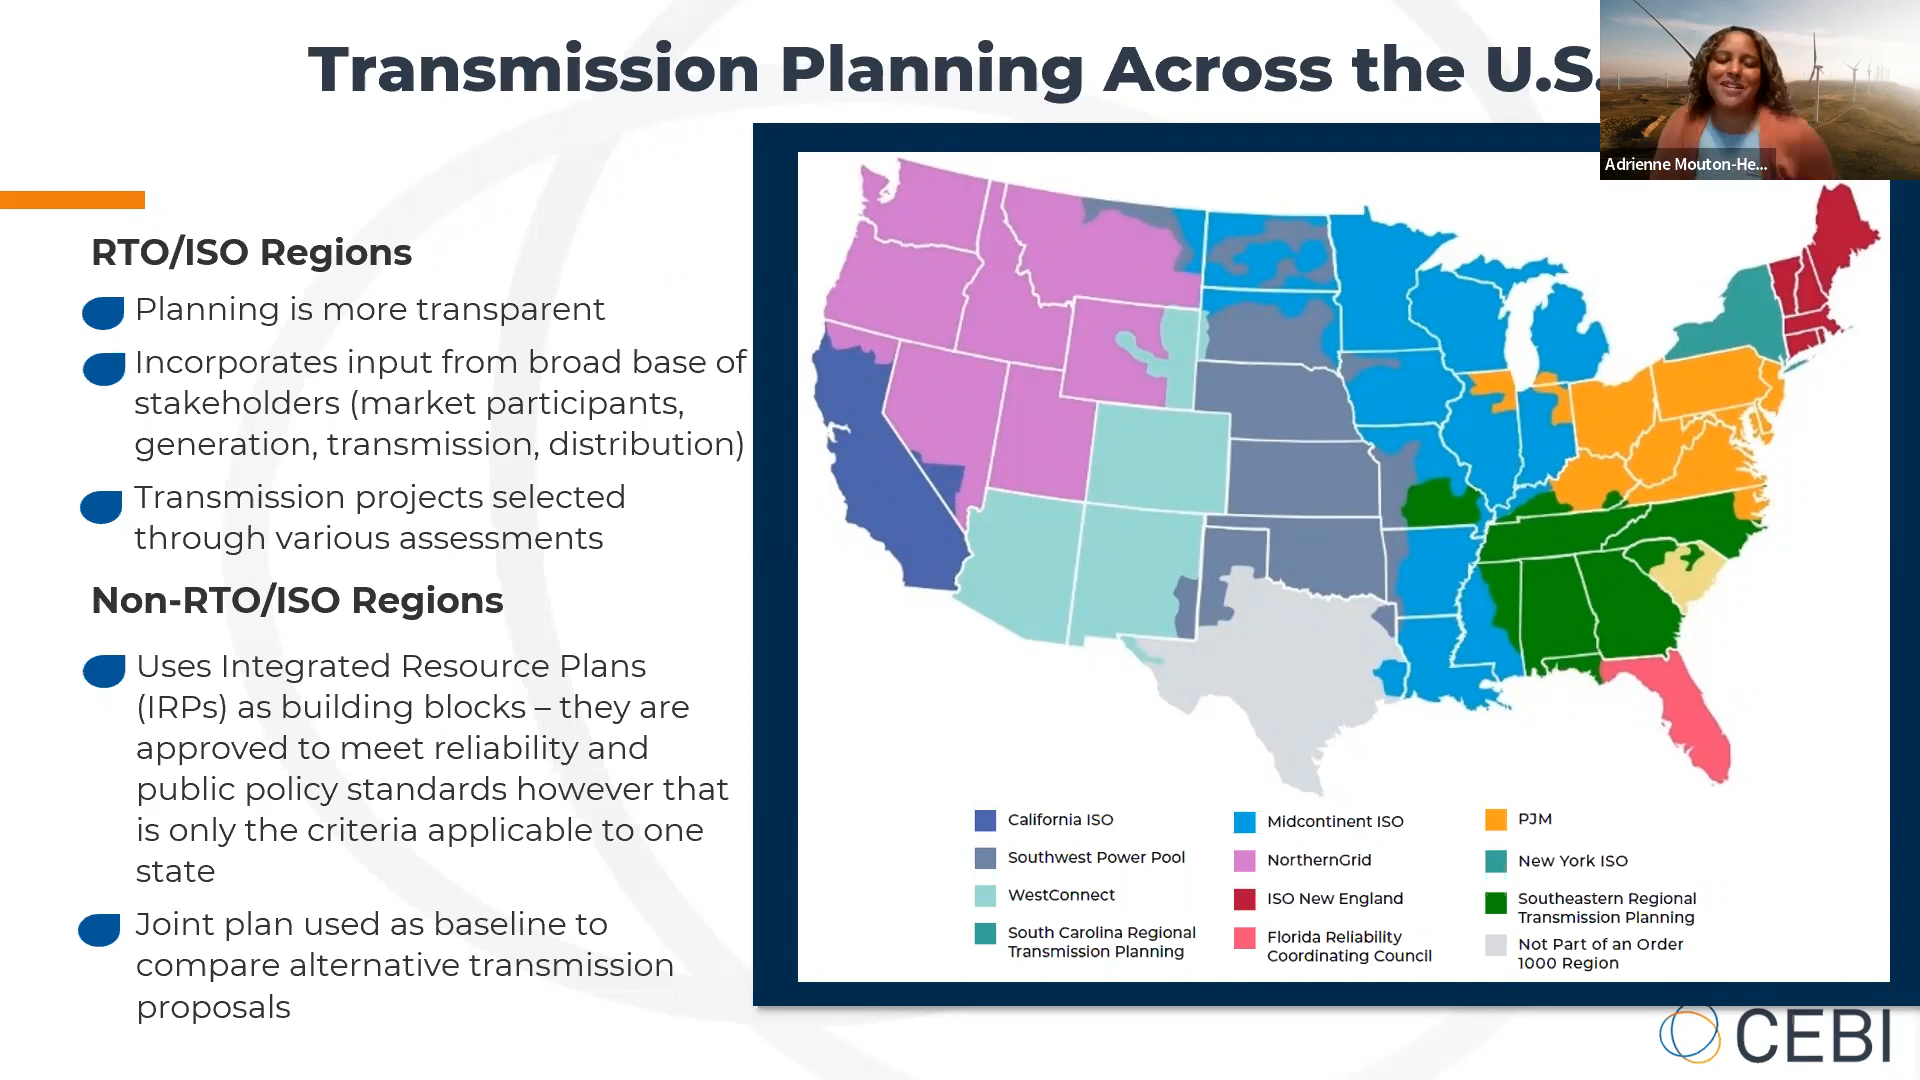 Transmission Planning Across the U.S.
Adrienne Mouton-He...
RTO/ISO Regions
Planning is more transparent
Incorporates input from broad base of
stakeholders (market participants,
generation, transmission, distribution)
Transmission projects selected
through various assessments
Non-RTO/ISO Regions
Uses Integrated Resource Plans
(IRPs) as building blocks – they are
approved to meet reliability and
public policy standards however that
is only the criteria applicable to one
state
Joint plan used as baseline to
compare alternative transmission
proposals
California ISO
Southwest Power Pool
WestConnect
South Carolina Regional
Transmission Planning
Midcontinent ISO
NorthernGrid
ISO New England
Florida Reliability
Coordinating Council
PJM
New York ISO
Southeastern Regional
Transmission Planning
Not Part of an Order
1000 Region
CEBI